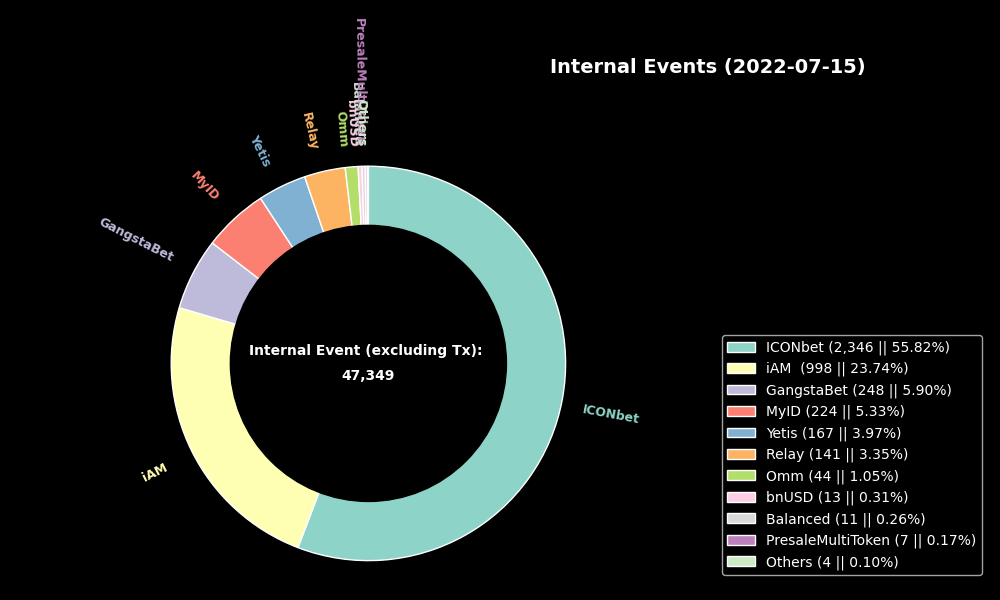 Internal Events (2022-07-15)
PresaleMultiToken
Balanced
Others
bnUSD
Omm
Relay
Yetis
MyID
GangstaBet
iAM
ICONbet
Internal Event (excluding Tx):
47,349
ICONbet (2,346 || 55.82%)
iAM  (998 || 23.74%)
GangstaBet (248 || 5.90%)
MyID (224 || 5.33%)
Yetis (167 || 3.97%)
Relay (141 || 3.35%)
Omm (44 || 1.05%)
bnUSD (13 || 0.31%)
Balanced (11 || 0.26%)
PresaleMultiToken (7 || 0.17%)
Others (4 || 0.10%)